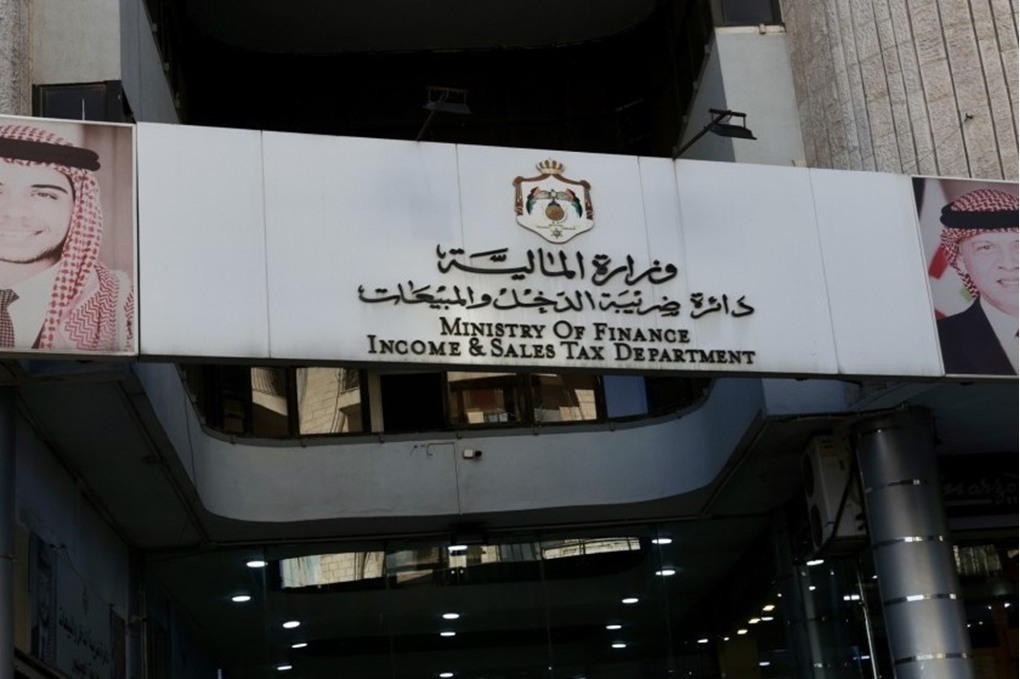 وزارة المالية
دائرة ضريبة الدخل والمبيعات
MINISTRY OF FINANCE
INCOME & SALES TAX DEPARTMENT